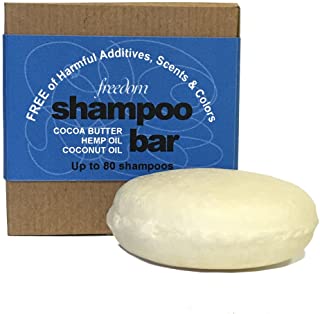 FREE of Harmful Additives, Scents & Colors
freedom
shampoo
COCOA BUTTER
HEMP OIL
COCONUT OIL
bar
Up to 80 shampoos